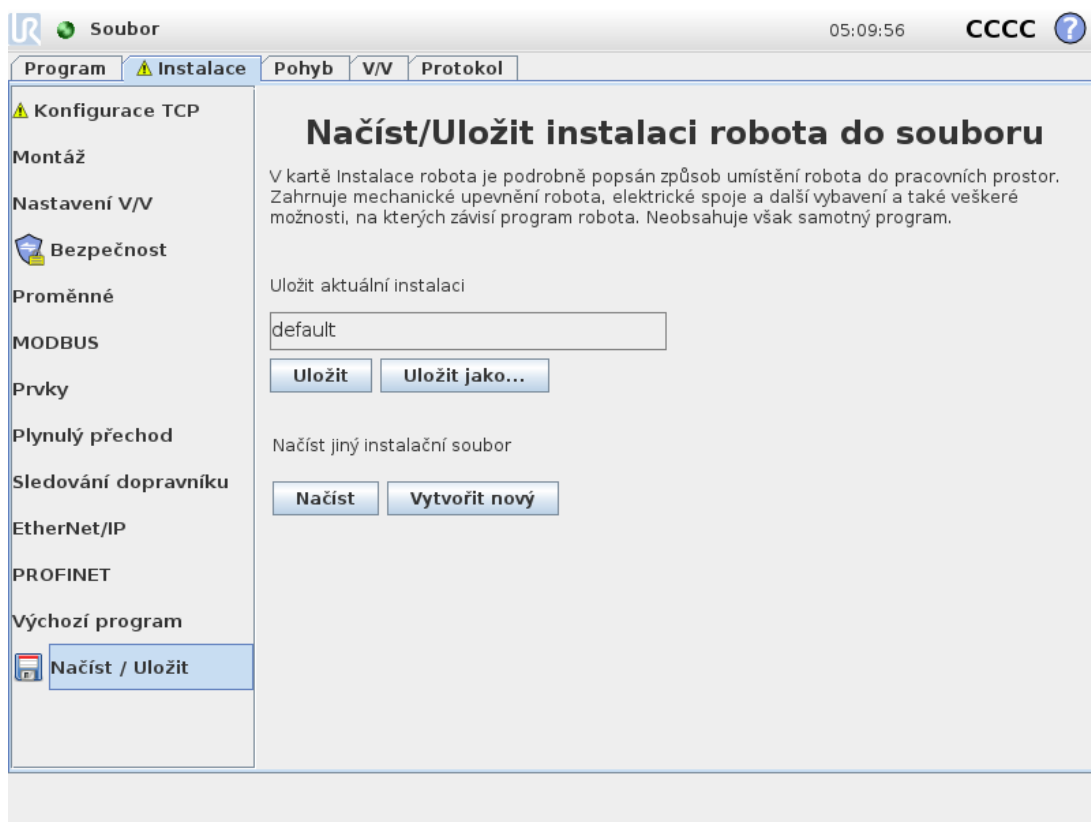 Soubor
05:09:56
CCCC
?
Program
Instalace
Pohyb
V/V
Protokol
Konfigurace TCP
Montáž
Nastavení V/V
Bezpečnost
Proměnné
MODBUS
Prvky
Plynulý přechod
Sledování dopravníku
EtherNet/IP
PROFINET
Výchozí program
Načíst / Uložit
Načíst/Uložit instalaci robota do souboru
V kartě Instalace robota je podrobně popsán způsob umístění robota do pracovních prostor.
Zahrnuje mechanické upevnění robota, elektrické spoje a další vybavení a také veškeré
možnosti, na kterých závisí program robota. Neobsahuje však samotný program.
Uložit aktuální instalaci
default
Uložit
Uložit jako...
Načíst jiný instalační soubor
Načíst
Vytvořit nový